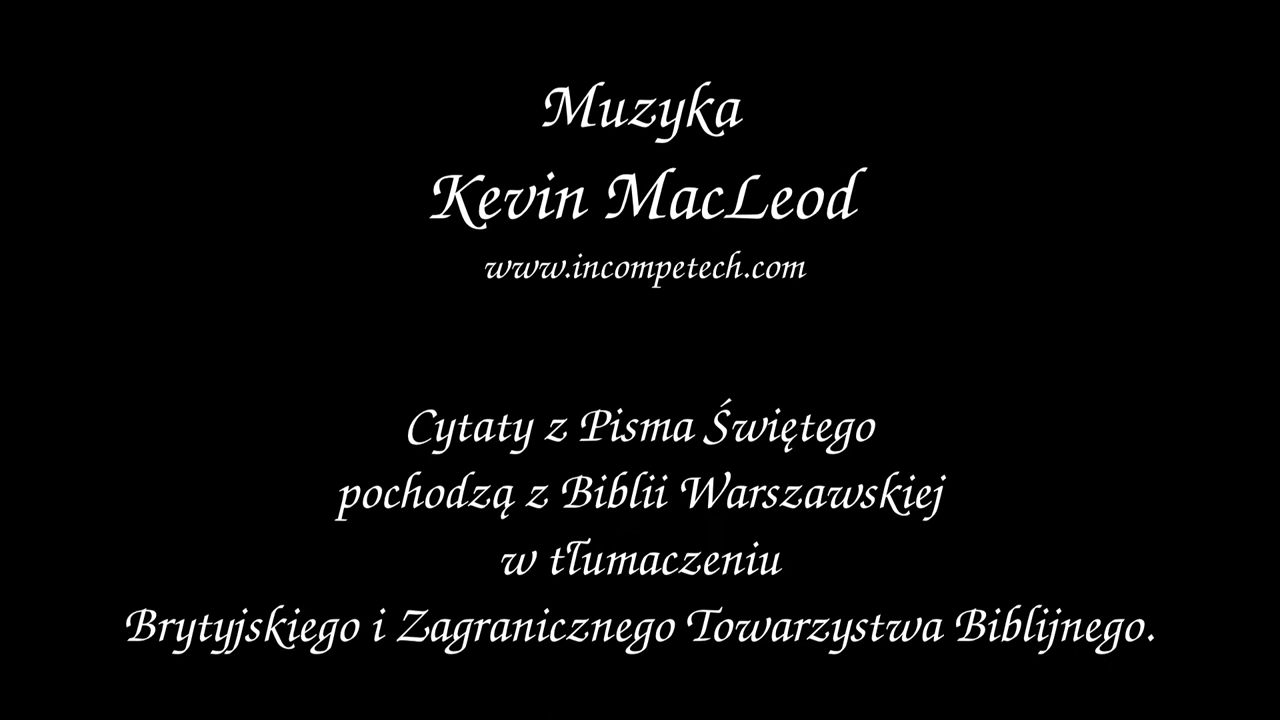 Muzyka
Kevin MacLeod
www.incompetech.com
Cytaty z Pisma Świętego
pochodzą z Biblii Warszawskiej
w tłumaczeniu
Brytyjskiego i Zagranicznego Towarzystwa Biblijnego.